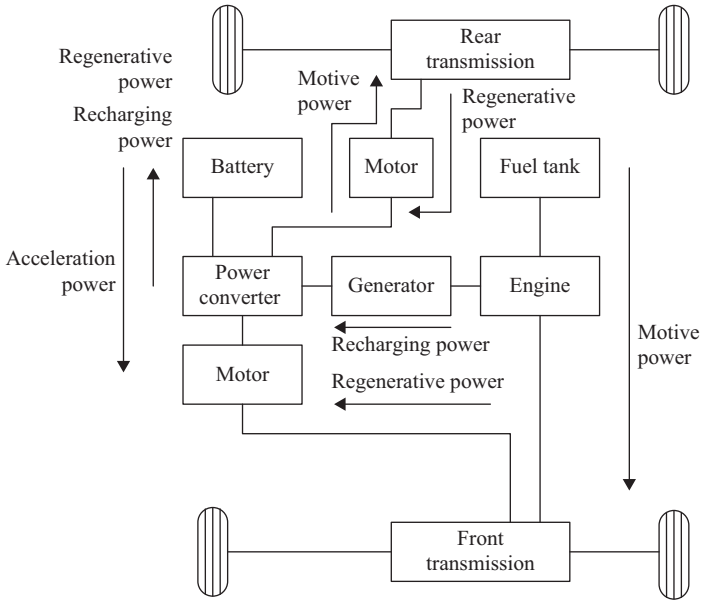 Rear
transmission
Regenerative
power
Motive
power
Regenerative
power
Recharging
power
Battery
Motor
Fuel tank
Acceleration
power
Power
converter
Generator
Engine
Recharging power
Motive
power
Motor
Regenerative power
Front
transmission